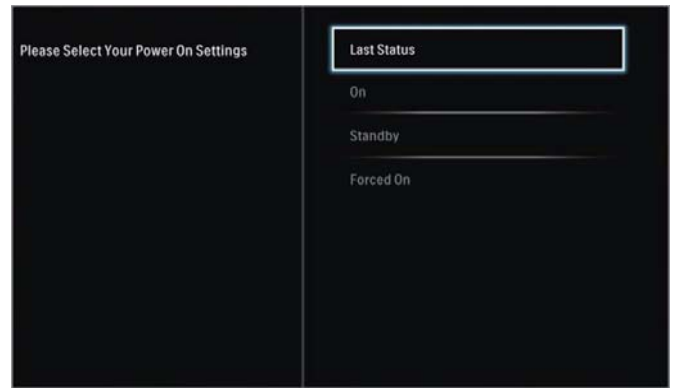 Please Select Your Power On Settings
Last Status
On
Standby
Forced On